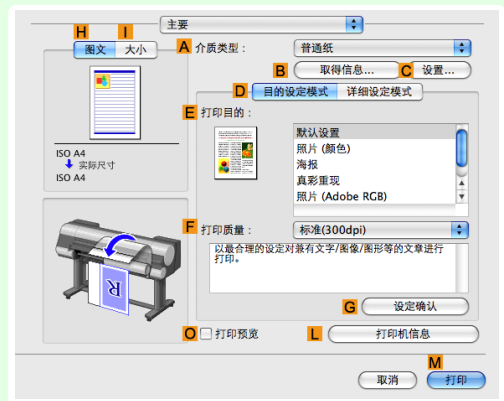 主要
H I
图文 大小
A 介质类型： 普通纸
B 取得信息... C 设置...
D 目的设定模式 详细设定模式
E 打印目的：
默认设置
照片 (颜色)
海报
真彩重现
照片 (Adobe RGB)
ISO A4
实际尺寸
ISO A4
F 打印质量： 标准(300dpi)
以最合理的设定对兼有文字/图像/图形等的文章进行
打印。
R
G 设定确认
O 打印预览 L 打印机信息
M
取消 打印